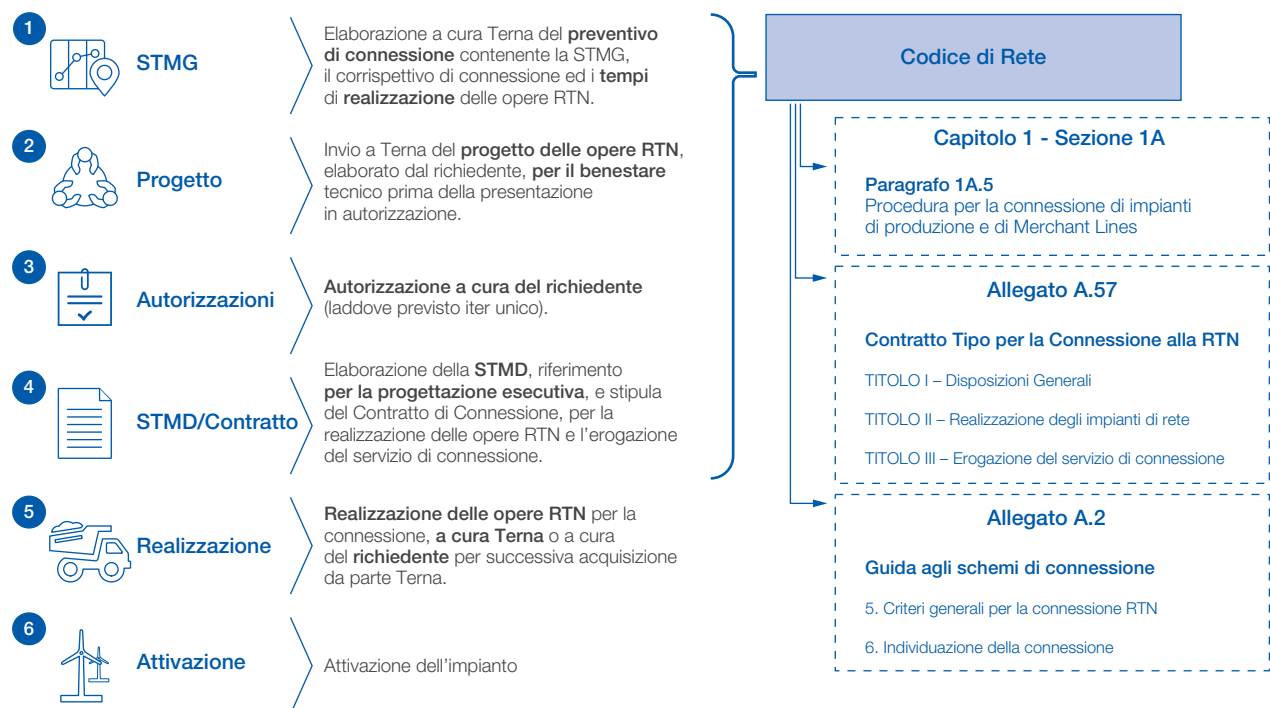 1
STMG
Elaborazione a cura Terna del preventivo
di connessione contenente la STMG,
il corrispettivo di connessione ed i tempi
di realizzazione delle opere RTN.
2
Progetto
Invio a Terna del progetto delle opere RTN,
elaborato dal richiedente, per il benestare
tecnico prima della presentazione
in autorizzazione.
3
Autorizzazioni
Autorizzazione a cura del richiedente
(laddove previsto iter unico).
4
STMD/Contratto
Elaborazione della STMD, riferimento
per la progettazione esecutiva, e stipula
del Contratto di Connessione, per la
realizzazione delle opere RTN e l'erogazione
del servizio di connessione.
5
Realizzazione
Realizzazione delle opere RTN per la
connessione, a cura Terna o a cura
del richiedente per successiva acquisizione
da parte Terna.
6
Attivazione
Attivazione dell'impianto
Codice di Rete
Capitolo 1 - Sezione 1A
Paragrafo 1A.5
Procedura per la connessione di impianti
di produzione e di Merchant Lines
Allegato A.57
Contratto Tipo per la Connessione alla RTN
TITOLO I – Disposizioni Generali
TITOLO II – Realizzazione degli impianti di rete
TITOLO III – Erogazione del servizio di connessione
Allegato A.2
Guida agli schemi di connessione
5. Criteri generali per la connessione RTN
6. Individuazione della connessione